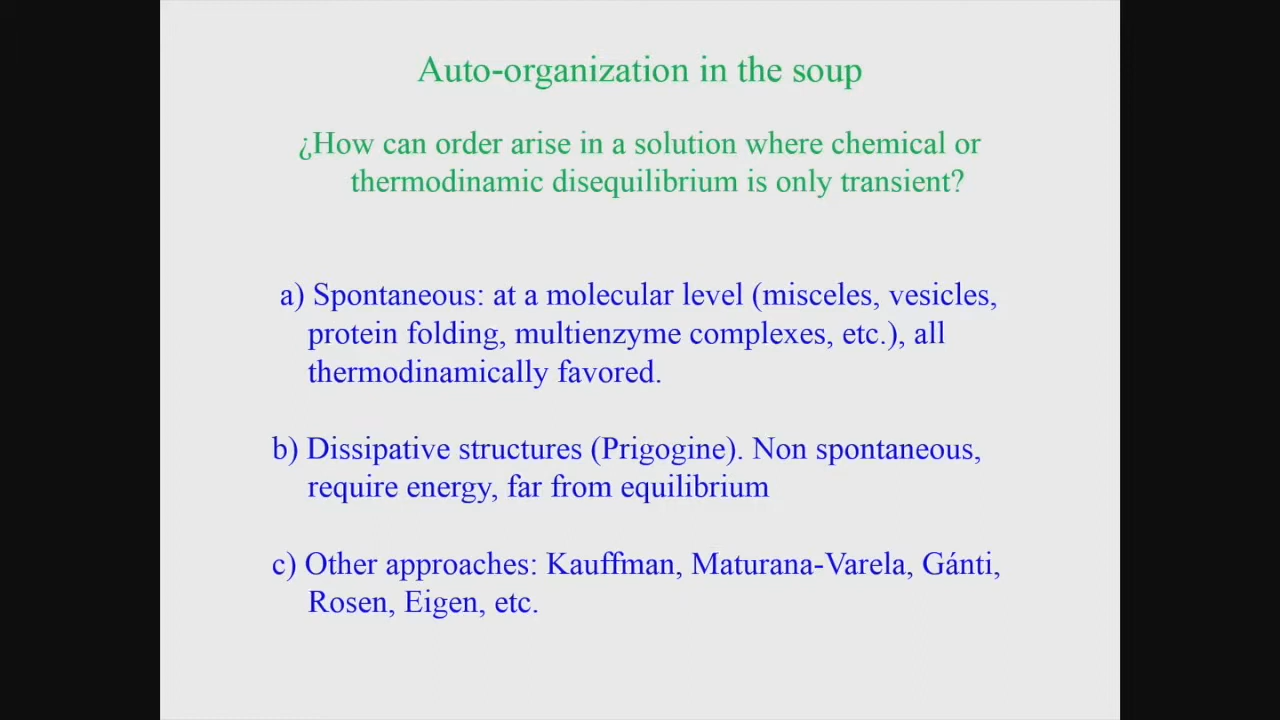 Auto-organization in the soup
¿How can order arise in a solution where chemical or
thermodinamic disequilibrium is only transient?
a) Spontaneous: at a molecular level (misceles, vesicles,
protein folding, multienzyme complexes, etc.), all
thermodinamically favored.
b) Dissipative structures (Prigogine). Non spontaneous,
require energy, far from equilibrium
c) Other approaches: Kauffman, Maturana-Varela, Gánti,
Rosen, Eigen, etc.